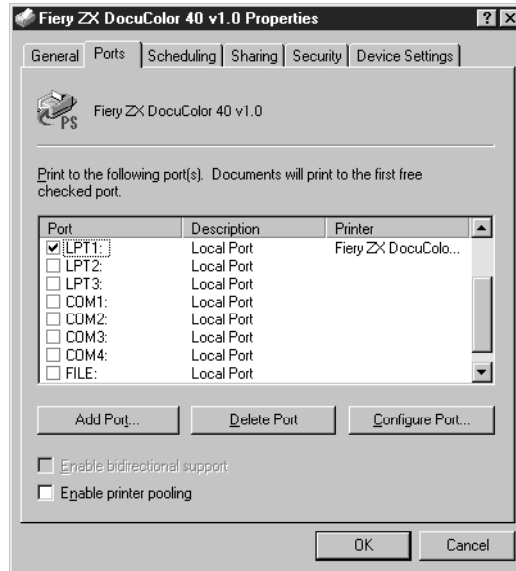 Fiery ZX DocuColor 40 v1.0 Properties
General Ports Scheduling Sharing Security Device Settings
PS
Fiery ZX DocuColor 40 v1.0
Print to the following port(s). Documents will print to the first free
checked port.
Port Description Printer
LPT1: Local Port Fiery ZX DocuColo...
LPT2: Local Port
LPT3: Local Port
COM1: Local Port
COM2: Local Port
COM3: Local Port
COM4: Local Port
FILE: Local Port
Add Port... Delete Port Configure Port...
Enable bidirectional support
Enable printer pooling
OK Cancel